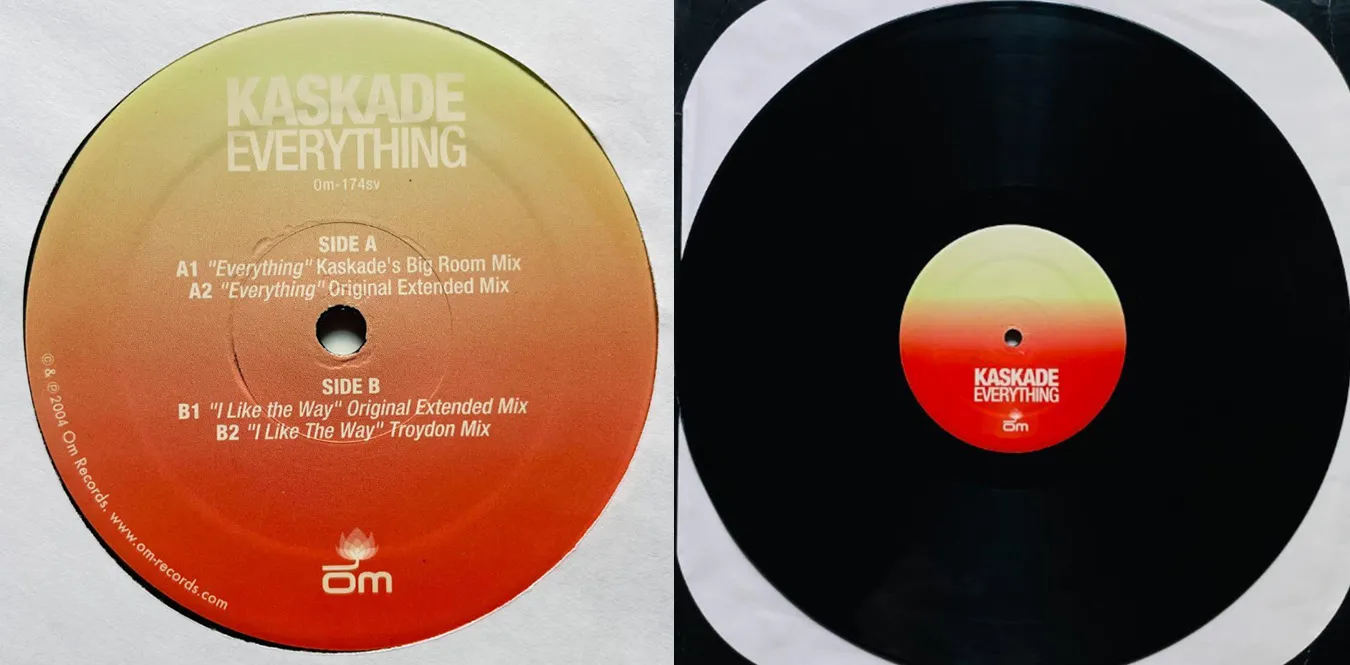 KASKADE
EVERYTHING
Om-174sv
SIDE A
A1 "Everything" Kaskade's Big Room Mix
A2 "Everything" Original Extended Mix
SIDE B
B1 "I Like the Way" Original Extended Mix
B2 "I Like The Way" Troydon Mix
© & ℗ 2004 Om Records. www.om-records.com
Om
KASKADE
EVERYTHING
Om